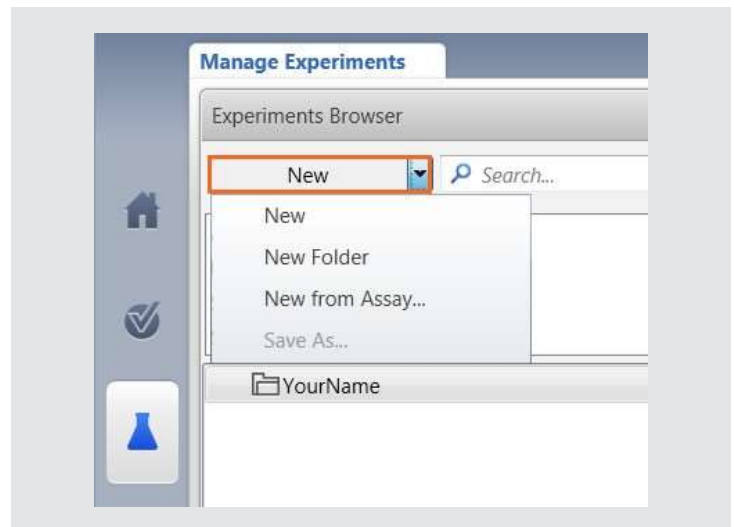 Manage Experiments
Experiments Browser
New Search...
New
New Folder
New from Assay...
Save As...
YourName